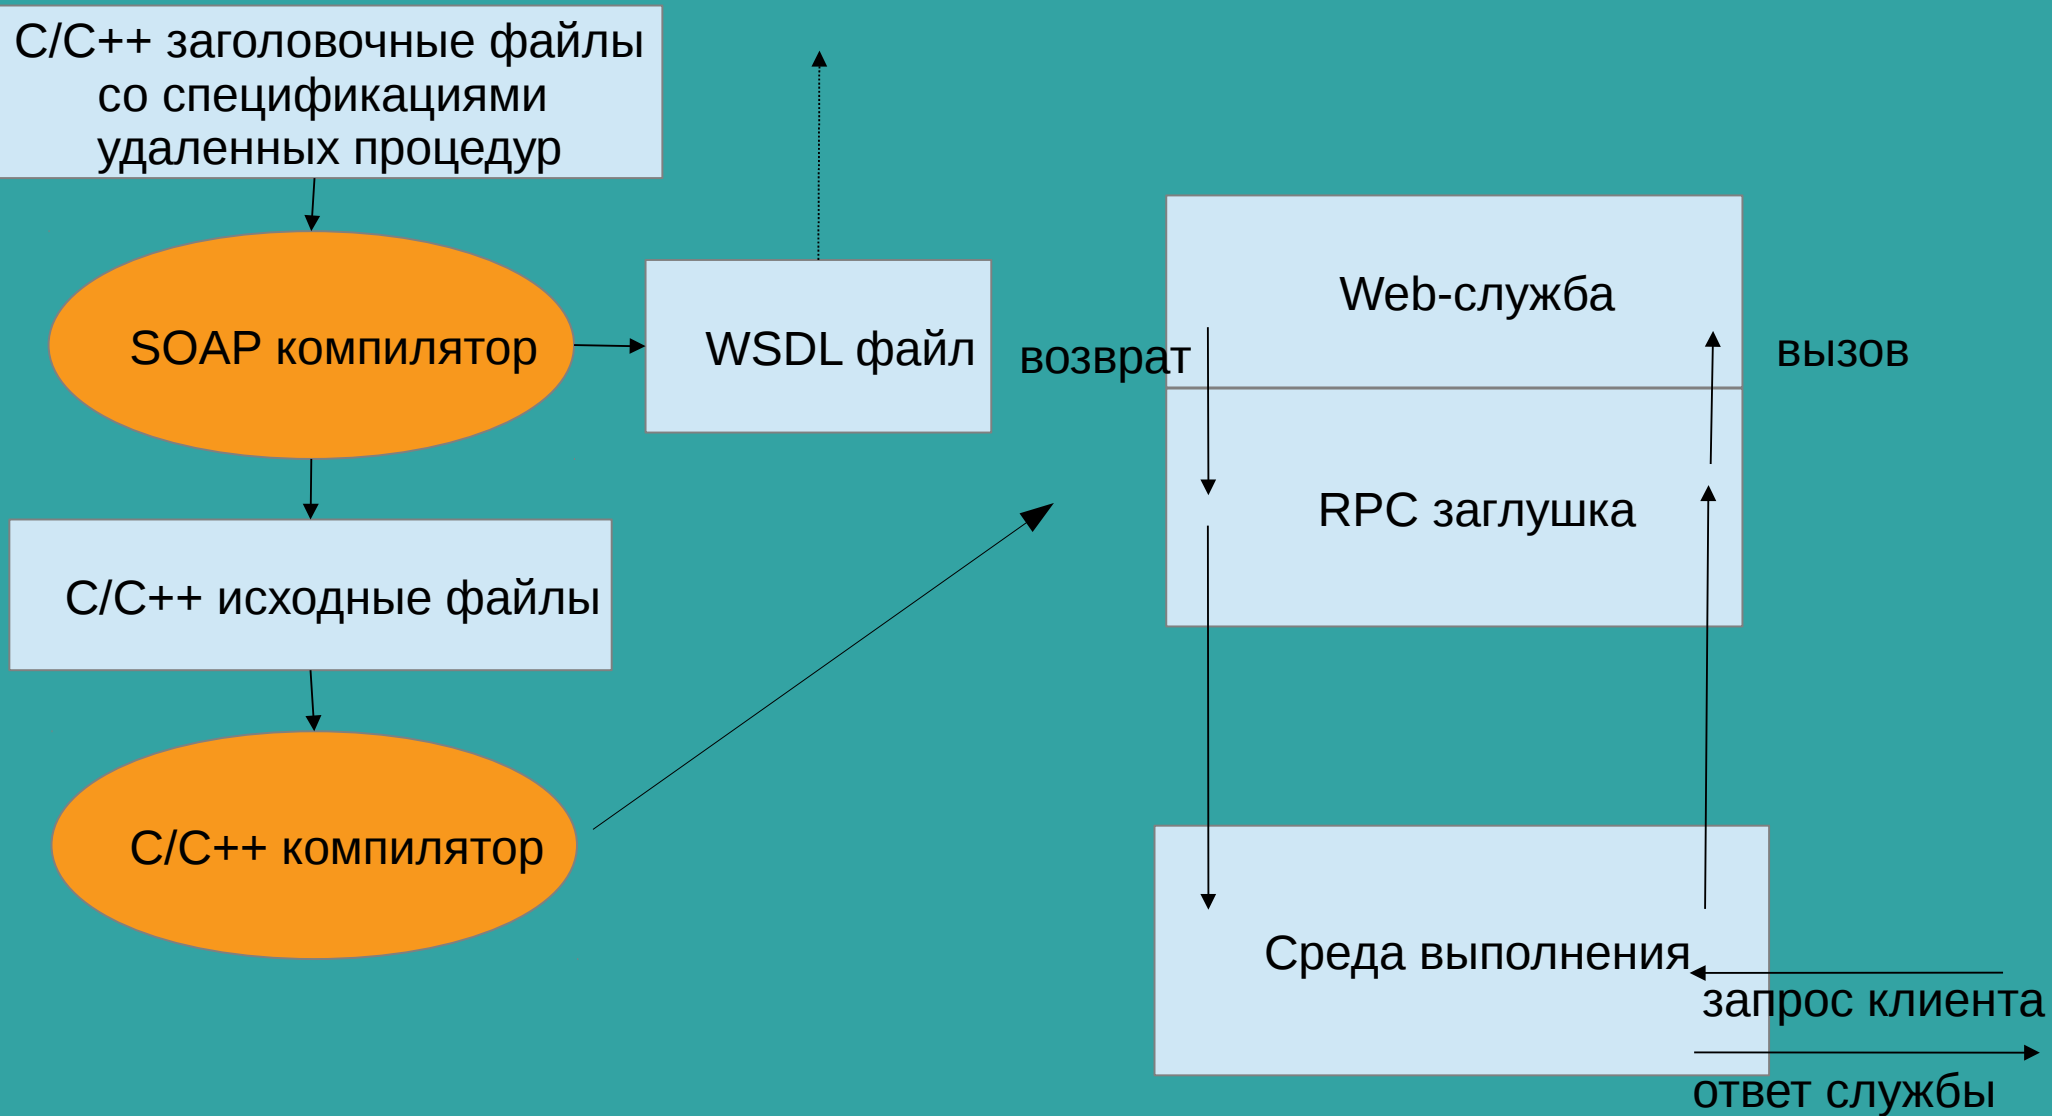 C/C++ заголовочные файлы
со спецификациями
удаленных процедур
SOAP компилятор
WSDL файл
C/C++ исходные файлы
C/C++ компилятор
Web-служба
возврат
вызов
RPC заглушка
Среда выполнения
запрос клиента
ответ службы